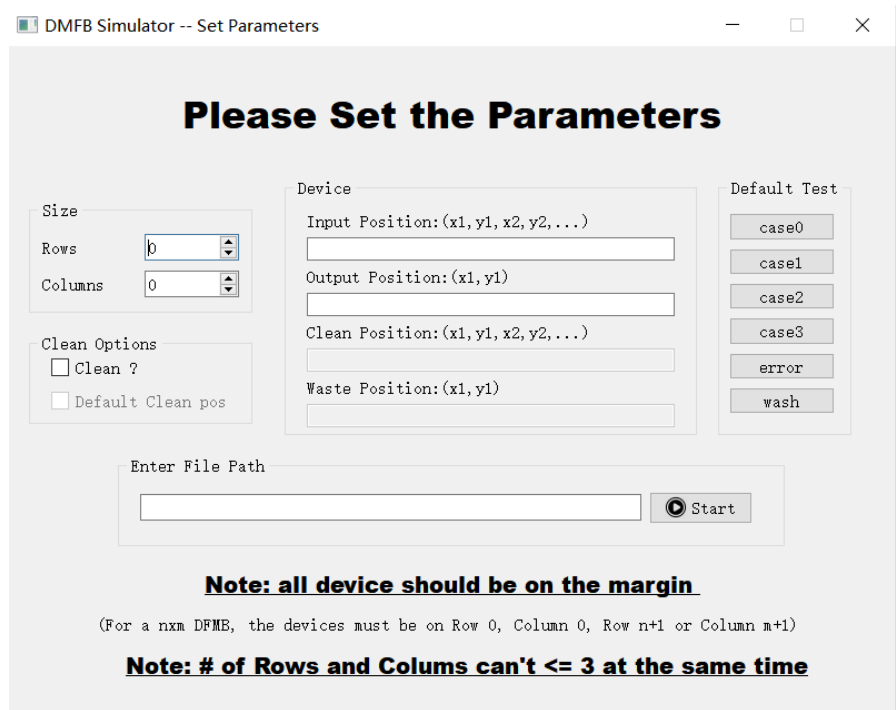 DMFB Simulator -- Set Parameters
Please Set the Parameters
Size
Rows 0
Columns 0
Clean Options
Clean ?
Default Clean pos
Device
Input Position:(x1,y1,x2,y2,...)
Output Position:(x1,y1)
Clean Position:(x1,y1,x2,y2,...)
Waste Position:(x1,y1)
Default Test
case0
case1
case2
case3
error
wash
Enter File Path
Start
Note: all device should be on the margin
(For a nxm DFMB, the devices must be on Row 0, Column 0, Row n+1 or Column m+1)
Note: # of Rows and Colums can't <= 3 at the same time